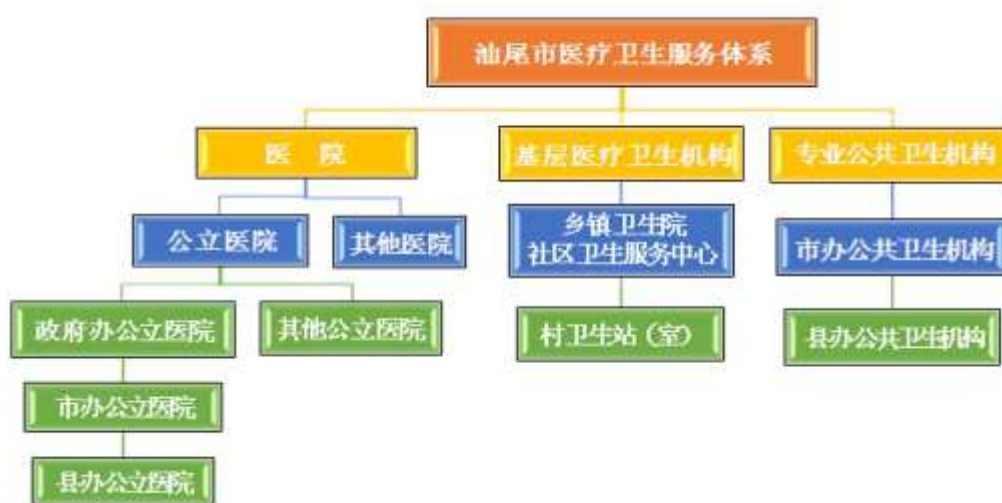 汕尾市医疗卫生服务体系
医 院
基层医疗卫生机构
专业公共卫生机构
公立医院
其他医院
乡镇卫生院
社区卫生服务中心
市办公共卫生机构
政府办公立医院
其他公立医院
村卫生站（室）
县办公共卫生机构
市办公立医院
县办公立医院